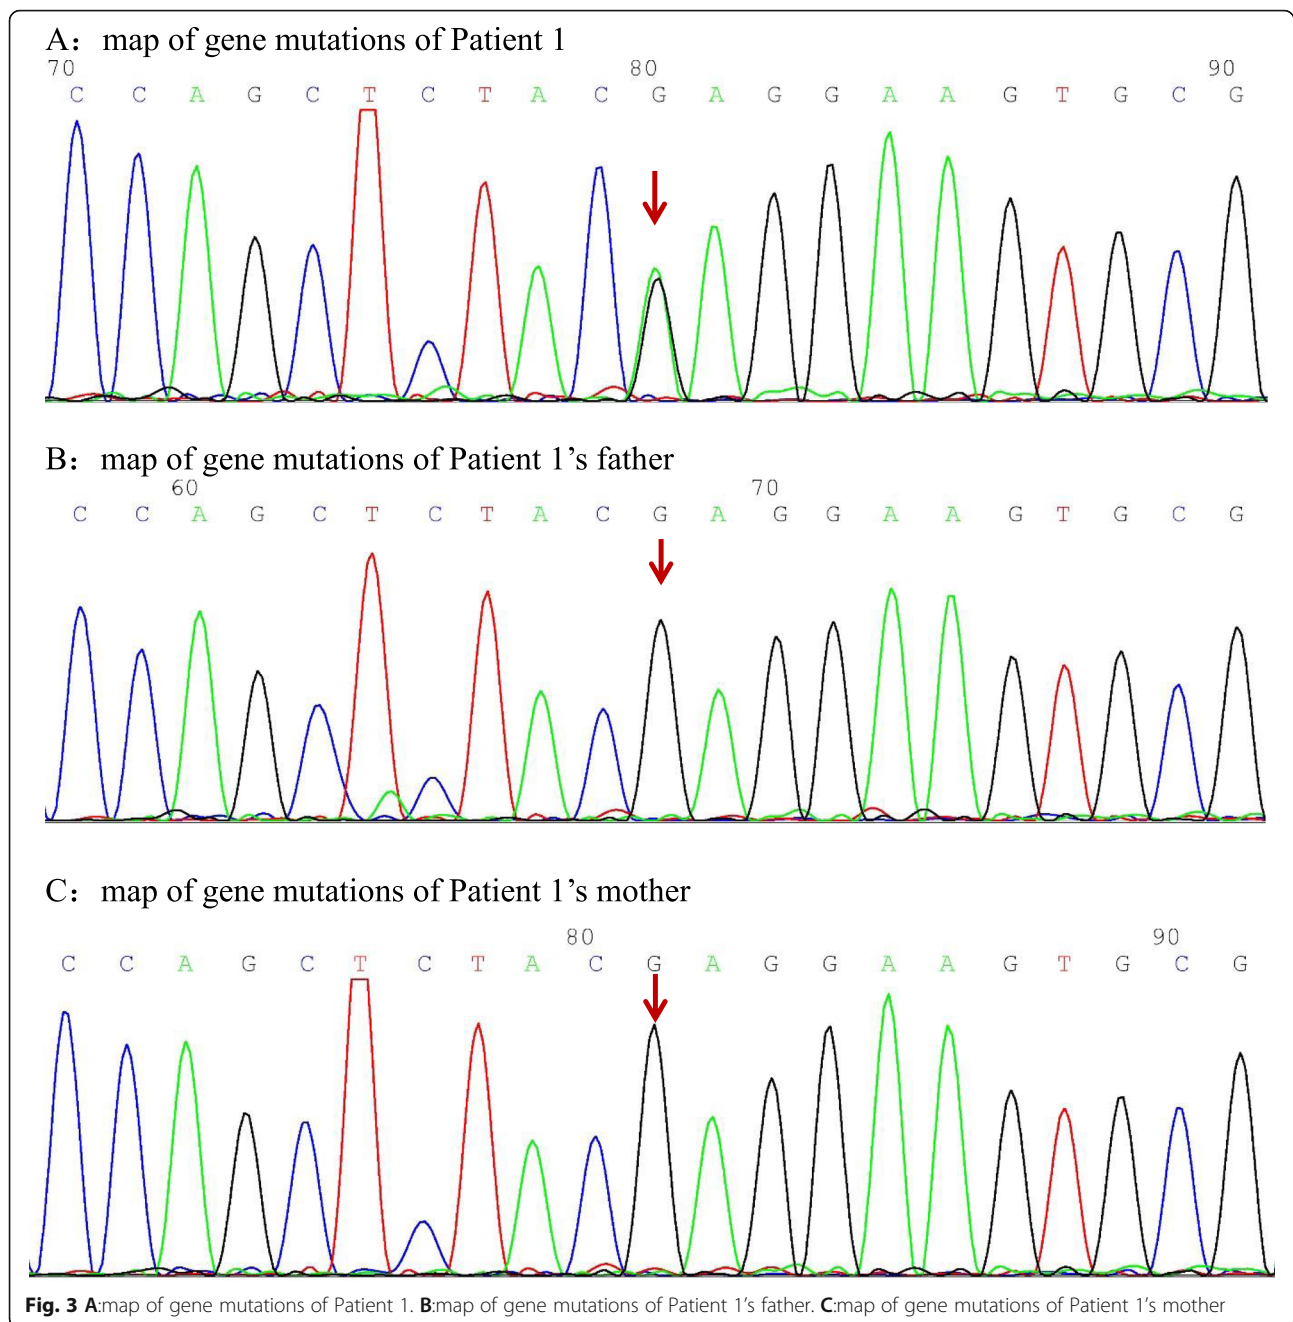 A：map of gene mutations of Patient 1
70 80 90
C C A G C T C T A C G A G G A A G T G C G
B：map of gene mutations of Patient 1’s father
60 70
C C A G C T C T A C G A G G A A G T G C G
C：map of gene mutations of Patient 1’s mother
80 90
C C A G C T C T A C G A G G A A G T G C G
Fig. 3 A:map of gene mutations of Patient 1. B:map of gene mutations of Patient 1’s father. C:map of gene mutations of Patient 1’s mother